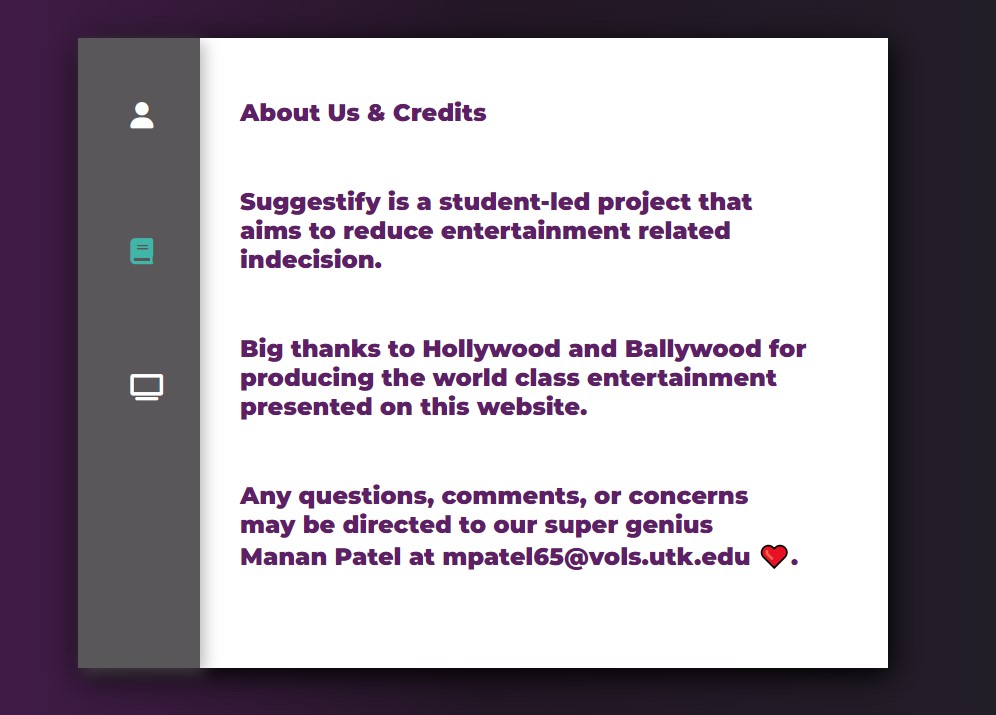 About Us & Credits
Suggestify is a student-led project that
aims to reduce entertainment related
indecision.
Big thanks to Hollywood and Ballywood for
producing the world class entertainment
presented on this website.
Any questions, comments, or concerns
may be directed to our super genius
Manan Patel at mpatel65@vols.utk.edu ❤️.